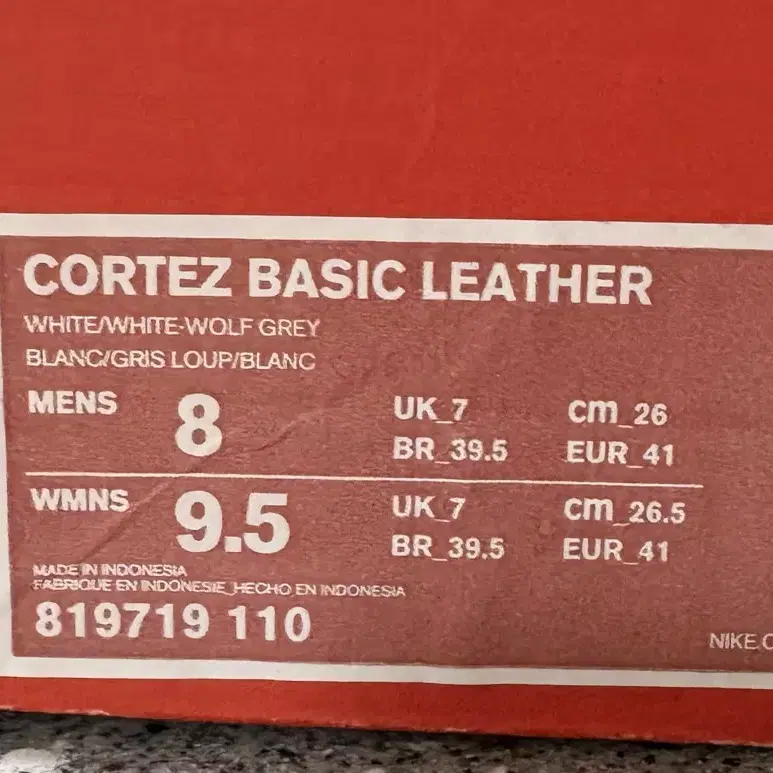 CORTEZ BASIC LEATHER
WHITE/WHITE-WOLF GREY
BLANC/GRIS LOUP/BLANC
MENS 8 UK_7 cm_26
BR_39.5 EUR_41
WMNS 9.5 UK_7 cm_26.5
BR_39.5 EUR_41
MADE IN INDONESIA
FABRIQUE EN INDONESIE_HECHO EN INDONESIA
819719 110
NIKE.C